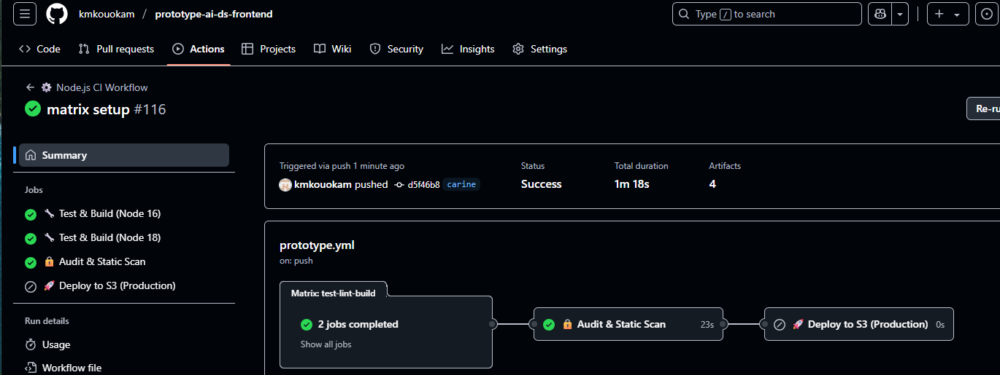 kmkouokam / prototype-ai-ds-frontend
Type / to search
Code Pull requests Actions Projects Wiki Security Insights Settings
Node.js CI Workflow
matrix setup #116
Re-ru
Summary
Jobs
Test & Build (Node 16)
Test & Build (Node 18)
Audit & Static Scan
Deploy to S3 (Production)
Run details
Usage
Workflow file
Triggered via push 1 minute ago
kmkouokam pushed d5f46b8 carine
Status
Success
Total duration
1m 18s
Artifacts
4
prototype.yml
on: push
Matrix: test-lint-build
2 jobs completed
Show all jobs
Audit & Static Scan 23s
Deploy to S3 (Production) 0s